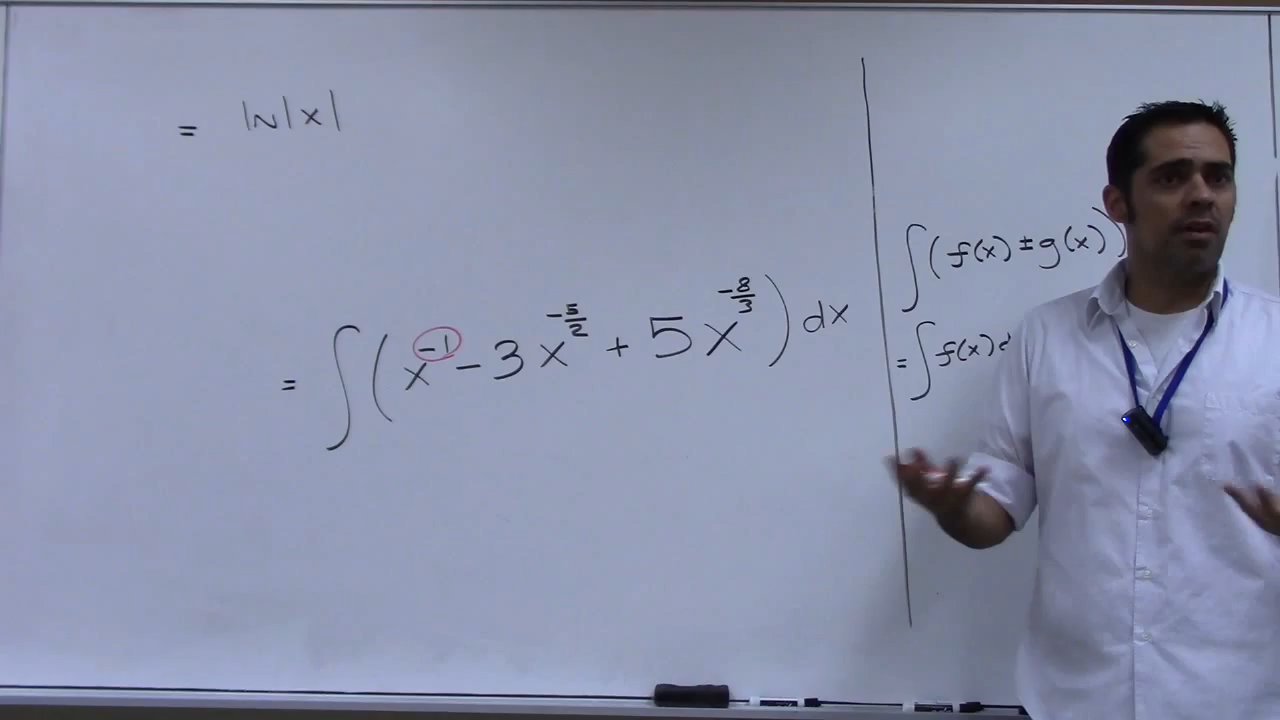 = ln|x|
= ∫(x^{-1} - 3x^{-5/2} + 5x^{-8/3})dx
∫(f(x) ± g(x))
= ∫f(x)d